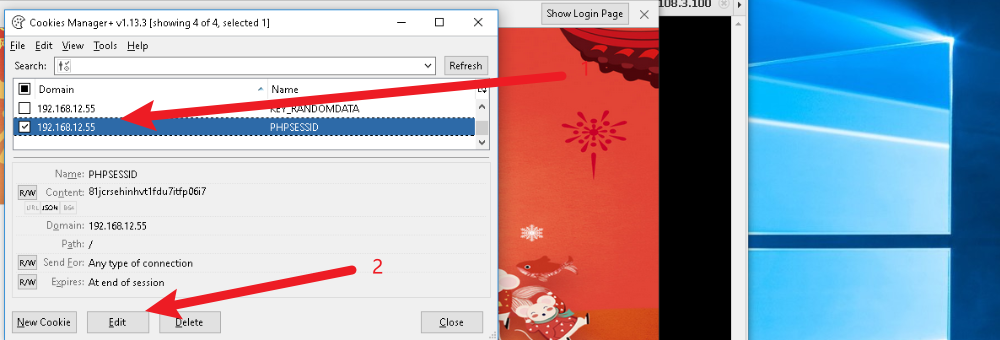 Cookies Manager+ v1.13.3 [showing 4 of 4, selected 1]
Show Login Page
108.3.100
File Edit View Tools Help
Search:
Refresh
1
Domain Name
192.168.12.55 KEY_RANDOMDATA
192.168.12.55 PHPSESSID
Name: PHPSESSID
R/W Content: 81jcrsehinhvt1fdu7itfp06i7
URL JSON B64
Domain: 192.168.12.55
Path: /
R/W Send For: Any type of connection
2
R/W Expires: At end of session
New Cookie Edit Delete Close